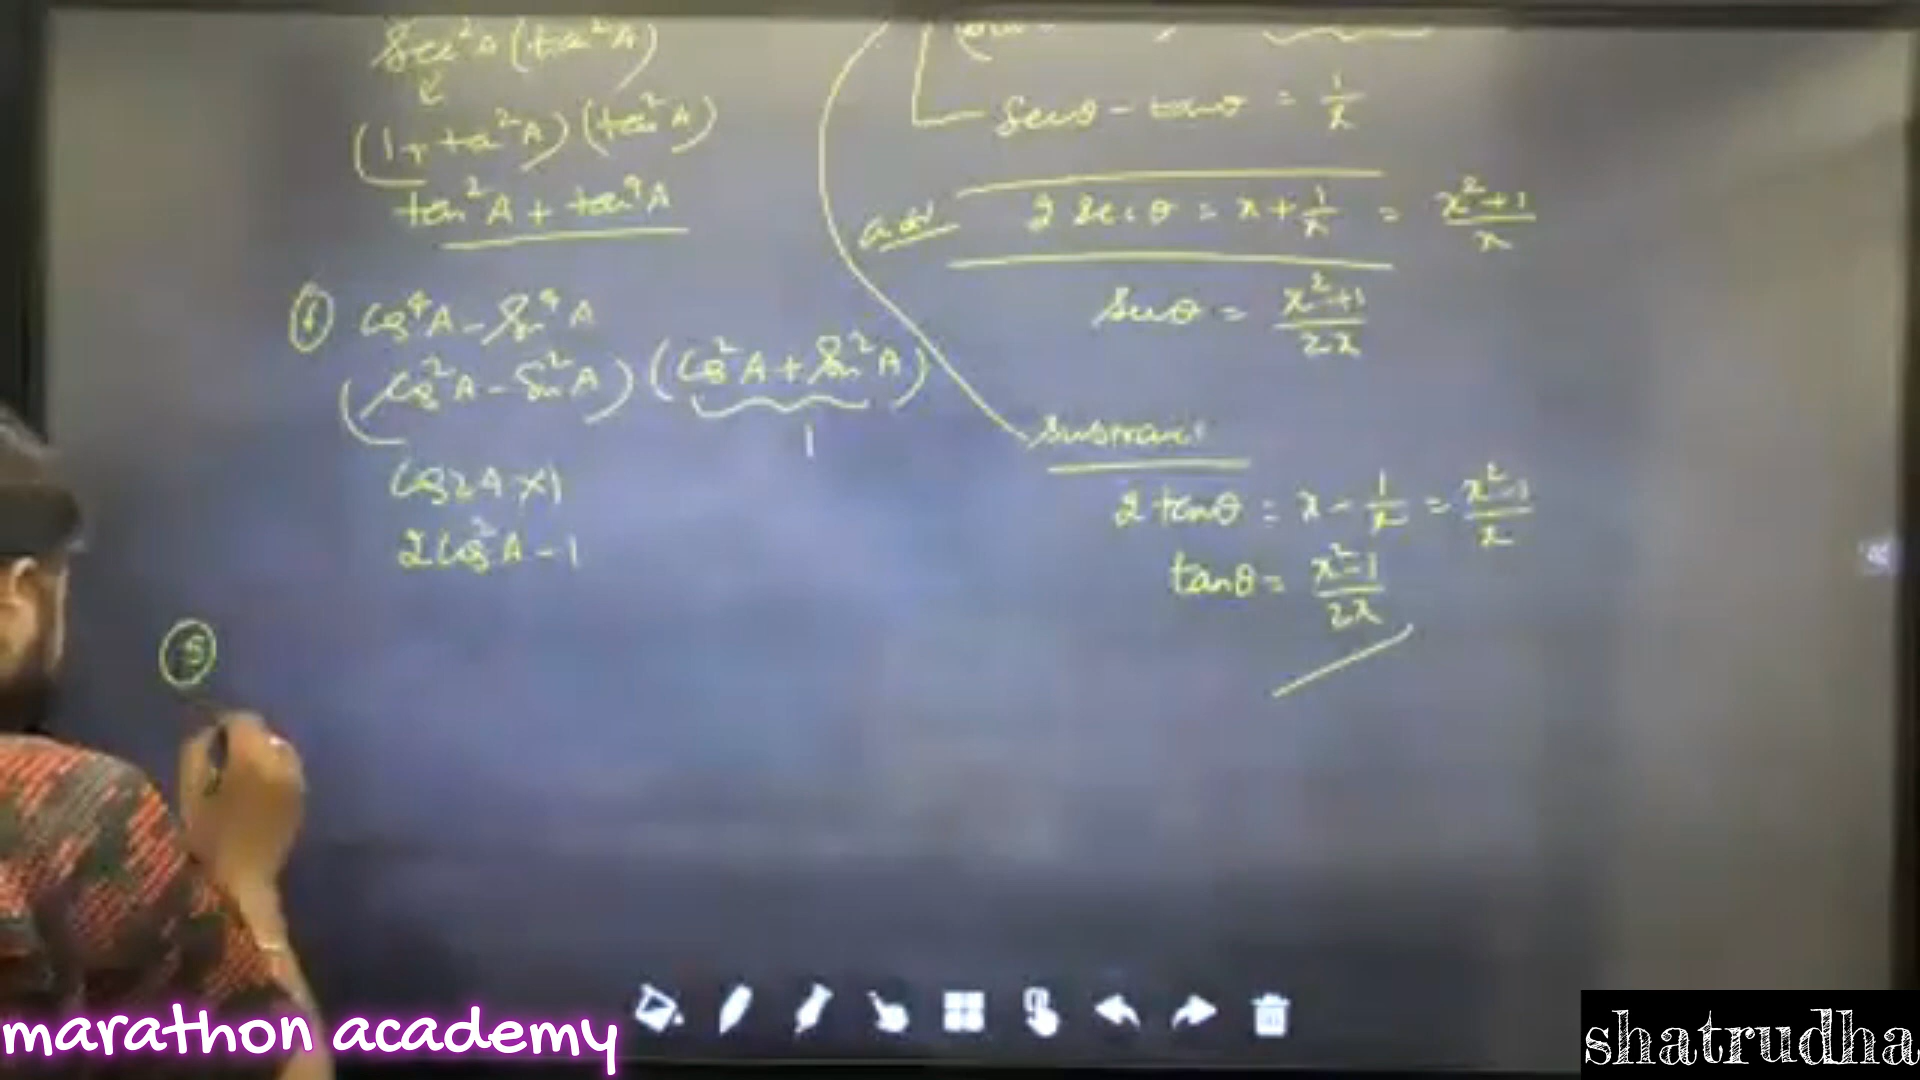 sec²A (tan²A)
(1 + tan²A) (tan²A)
tan²A + tan⁴A
⑥ cos⁴A - sin⁴A
(cos²A - sin²A) (cos²A + sin²A)
1
cos2A × 1
2cos²A - 1
⑤
secθ - tanθ = 1/x
add 2 secθ = x + 1/x = x²+1/x
secθ = x²+1/2x
Substract
2 tanθ = x - 1/x = x²-1/x
tanθ = x²-1/2x
marathon academy
shatrudha